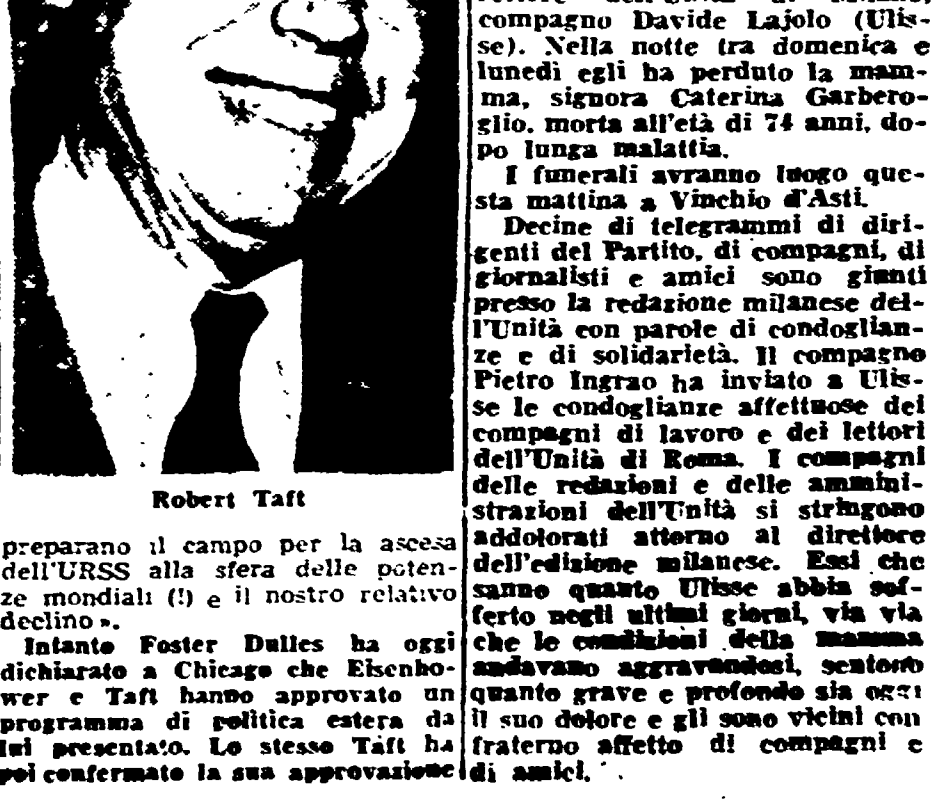 Robert Taft
preparano il campo per la ascesa
dell'URSS alla sfera delle poten-
ze mondiali (!) e il nostro relativo
declino».
Intanto Foster Dulles ha oggi
dichiarato a Chicago che Eisenho-
wer e Taft hanno approvato un
programma di politica estera da
lui presentato. Lo stesso Taft ha
poi confermato la sua approvazione
compagno Davide Lajolo (Ulis-
se). Nella notte tra domenica e
lunedì egli ha perduto la mam-
ma, signora Caterina Garbero-
glio, morta all'età di 74 anni, do-
po lunga malattia.
I funerali avranno luogo que-
sta mattina a Vinchio d'Asti.
Decine di telegrammi di diri-
genti del Partito, di compagni, di
giornalisti e amici sono giunti
presso la redazione milanese del-
l'Unità con parole di condoglian-
ze e di solidarietà. Il compagno
Pietro Ingrao ha inviato a Ulis-
se le condoglianze affettuose dei
compagni di lavoro e dei lettori
dell'Unità di Roma. I compagni
delle redazioni e delle ammini-
strazioni dell'Unità si stringono
addolorati attorno al direttore
dell'edizione milanese. Essi che
sanno quanto Ulisse abbia sof-
ferto negli ultimi giorni, via via
che le condizioni della mamma
andavano aggravandosi, sentono
quanto grave e profondo sia oggi
il suo dolore e gli sono vicini con
fraterno affetto di compagni e
di amici.